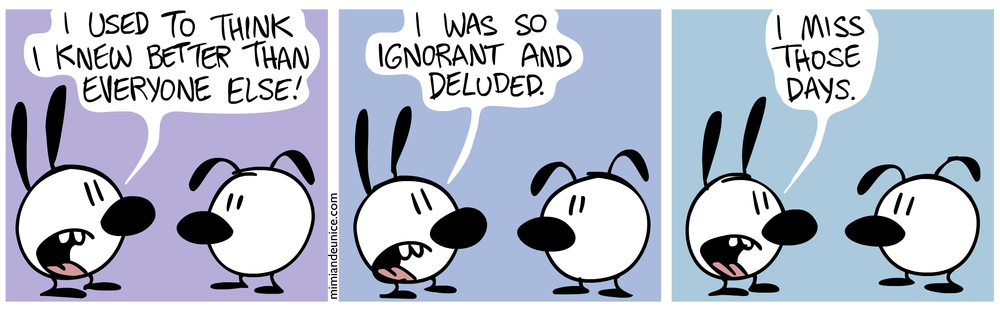 I USED TO THINK
I KNEW BETTER THAN
EVERYONE ELSE!
mimiandeunice.com
I WAS SO
IGNORANT AND
DELUDED.
I MISS
THOSE
DAYS.